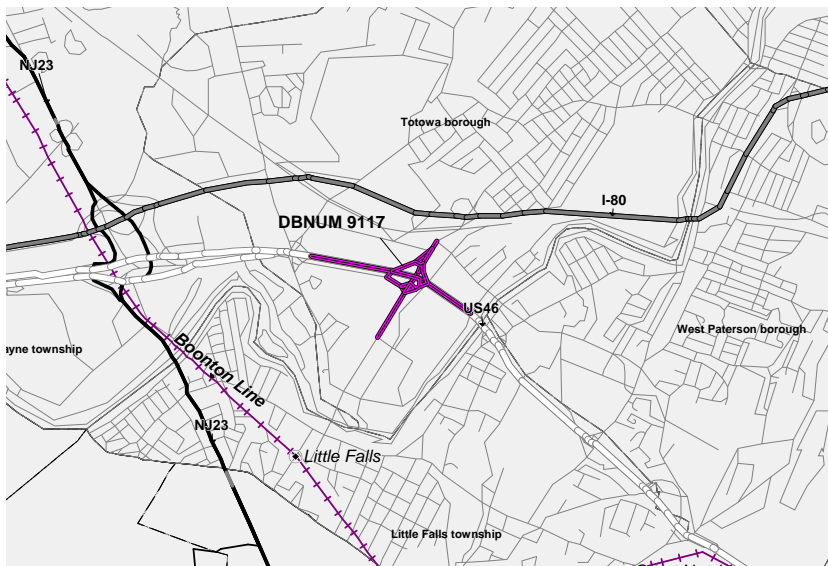 NJ23
Totowa borough
I-80
DBNUM 9117
US46
West Paterson borough
ayne township
Boonton Line
NJ23
Little Falls
Little Falls township